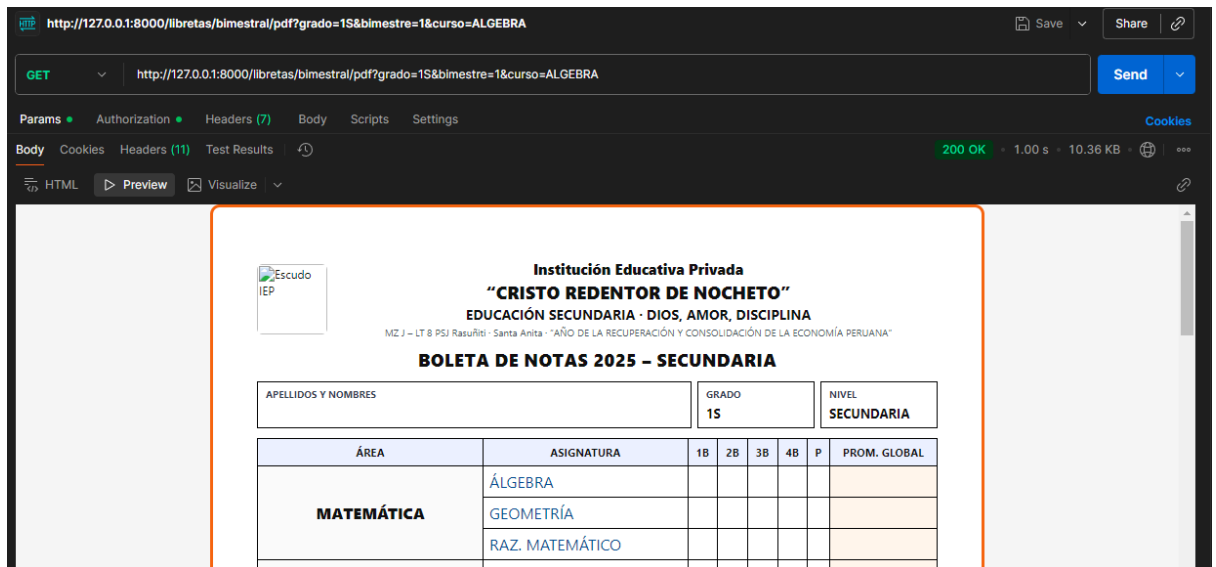 HTTP http://127.0.0.1:8000/libretas/bimestral/pdf?grado=1S&bimestre=1&curso=ALGEBRA Save Share
GET http://127.0.0.1:8000/libretas/bimestral/pdf?grado=1S&bimestre=1&curso=ALGEBRA Send
Params Authorization Headers (7) Body Scripts Settings Cookies
Body Cookies Headers (11) Test Results 200 OK 1.00 s 10.36 KB
HTML Preview Visualize
Escudo IEP
Institución Educativa Privada
“CRISTO REDENTOR DE NOCHETO”
EDUCACIÓN SECUNDARIA · DIOS, AMOR, DISCIPLINA
MZ J – LT 8 PSJ Rasuñiti · Santa Anita · “AÑO DE LA RECUPERACIÓN Y CONSOLIDACIÓN DE LA ECONOMÍA PERUANA”
BOLETA DE NOTAS 2025 – SECUNDARIA
APELLIDOS Y NOMBRES GRADO NIVEL
1S SECUNDARIA
ÁREA ASIGNATURA 1B 2B 3B 4B P PROM. GLOBAL
ÁLGEBRA
MATEMÁTICA GEOMETRÍA
RAZ. MATEMÁTICO